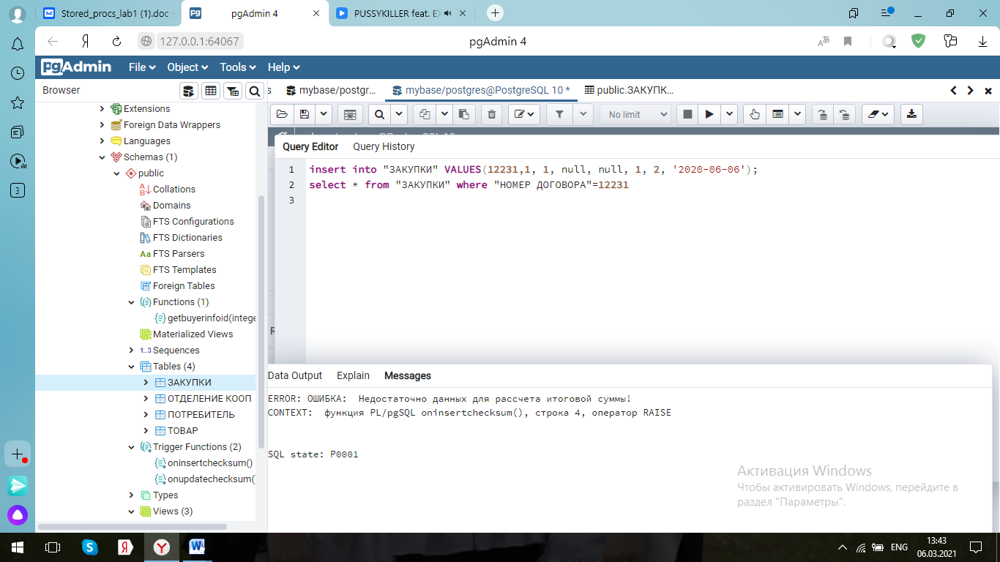 Stored_procs_lab1 (1).doc
pgAdmin 4
PUSSYKILLER feat. EX
127.0.0.1:64067
pgAdmin 4
pgAdmin
File
Object
Tools
Help
Browser
s
mybase/postgr...
mybase/postgres@PostgreSQL 10 *
public.ЗАКУПК...
No limit
Query Editor
Query History
1 insert into "ЗАКУПКИ" VALUES(12231,1, 1, null, null, 1, 2, '2020-06-06');
2 select * from "ЗАКУПКИ" where "НОМЕР ДОГОВОРА"=12231
3
Extensions
Foreign Data Wrappers
Languages
Schemas (1)
public
Collations
Domains
FTS Configurations
FTS Dictionaries
Aa FTS Parsers
FTS Templates
Foreign Tables
Functions (1)
getbuyerinfoid(intege
Materialized Views
1..3 Sequences
Tables (4)
ЗАКУПКИ
ОТДЕЛЕНИЕ КООП
ПОТРЕБИТЕЛЬ
ТОВАР
Trigger Functions (2)
oninsertchecksum()
onupdatechecksum(
Types
Views (3)
Data Output
Explain
Messages
ERROR: ОШИБКА:  Недостаточно данных для рассчета итоговой суммы!
CONTEXT:  функция PL/pgSQL oninsertchecksum(), строка 4, оператор RAISE
SQL state: P0001
Активация Windows
Чтобы активировать Windows, перейдите в
раздел "Параметры".
3
ENG
13:43
06.03.2021